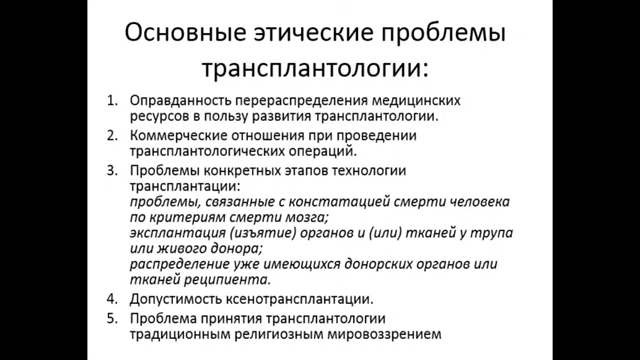 Основные этические проблемы
трансплантологии:
1. Оправданность перераспределения медицинских
ресурсов в пользу развития трансплантологии.
2. Коммерческие отношения при проведении
трансплантологических операций.
3. Проблемы конкретных этапов технологии
трансплантации:
проблемы, связанные с констатацией смерти человека
по критериям смерти мозга;
эксплантация (изъятие) органов и (или) тканей у трупа
или живого донора;
распределение уже имеющихся донорских органов или
тканей реципиента.
4. Допустимость ксенотрансплантации.
5. Проблема принятия трансплантологии
традиционным религиозным мировоззрением